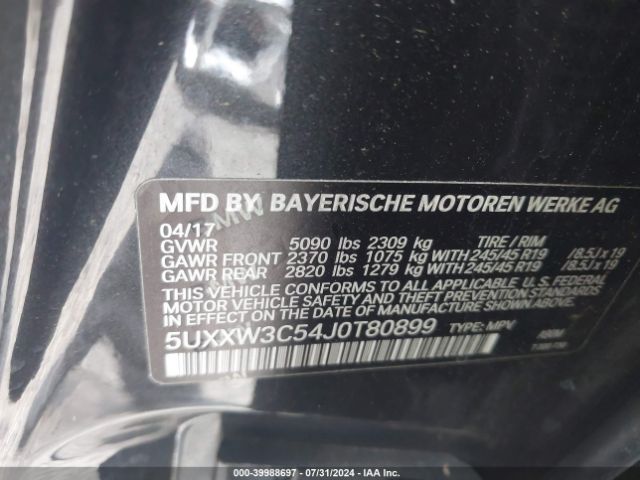 MFD BY BAYERISCHE MOTOREN WERKE AG
04/17
GVWR 5090 lbs 2309 kg TIRE / RIM
GAWR FRONT 2370 lbs 1075 kg WITH 245/45 R19 /8.5J x 19
GAWR REAR 2820 lbs 1279 kg WITH 245/45 R19 /8.5J x 19
THIS VEHICLE CONFORMS TO ALL APPLICABLE U.S. FEDERAL
MOTOR VEHICLE SAFETY AND THEFT PREVENTION STANDARDS
IN EFFECT ON THE DATE OF MANUFACTURE SHOWN ABOVE.
5UXXW3C54J0T80899 TYPE: MPV
000-39988697 / 07/31/2024 / IAA Inc.